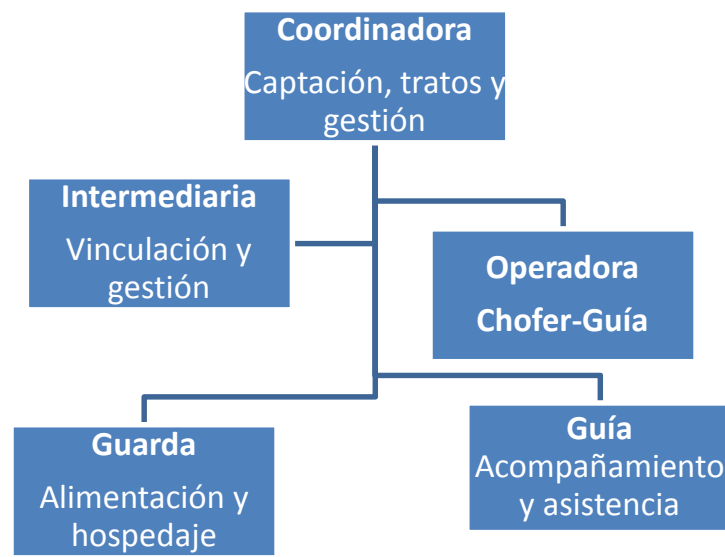 Coordinadora
Captación, tratos y
gestión
Intermediaria
Vinculación y
gestión
Operadora
Chofer-Guía
Guarda
Alimentación y
hospedaje
Guía
Acompañamiento
y asistencia